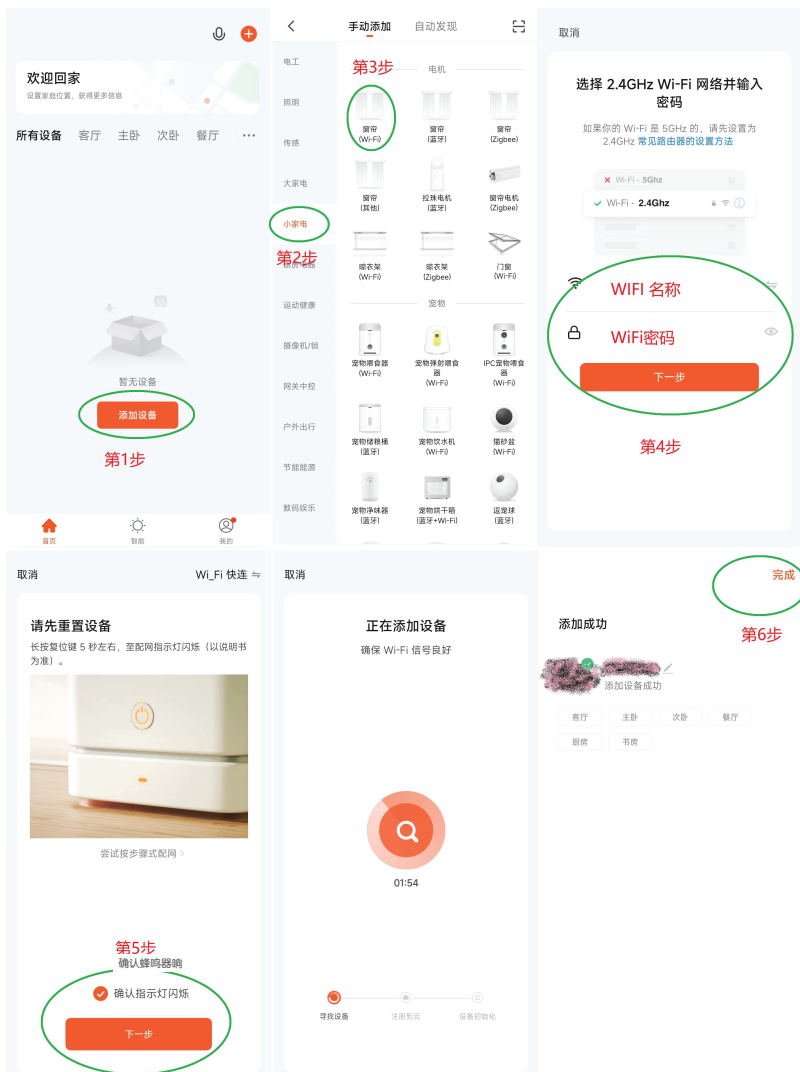 欢迎回家
设置家庭位置，获得更多信息
所有设备 客厅 主卧 次卧 餐厅 ···
暂无设备
添加设备
第1步
首页 智能 我的
手动添加 自动发现
电工
照明
传感
大家电
小家电
第2步
运动健康
摄像机/锁
网关中控
户外出行
节能能源
数码娱乐
第3步
电机
窗帘 窗帘 窗帘
(Wi-Fi) (蓝牙) (Zigbee)
窗帘 拉珠电机 窗帘电机
(其他) (蓝牙) (Zigbee)
晾衣架 晾衣架 门窗
(Wi-Fi) (Zigbee) (Wi-Fi)
宠物
宠物喂食器 宠物弹射喂食 IPC宠物喂食
(Wi-Fi) 器 器
(Wi-Fi) (Wi-Fi)
宠物储粮桶 宠物饮水机 猫砂盆
(蓝牙) (Wi-Fi) (Wi-Fi)
宠物净味器 宠物烘干箱 逗宠球
(蓝牙) (蓝牙+Wi-Fi) (蓝牙)
取消
选择 2.4GHz Wi-Fi 网络并输入
密码
如果你的 Wi-Fi 是 5GHz 的，请先设置为
2.4GHz 常见路由器的设置方法
Wi-Fi - 5Ghz
Wi-Fi - 2.4Ghz
WIFI 名称
WiFi密码
下一步
第4步
取消 Wi_Fi 快连
请先重置设备
长按复位键 5 秒左右，至配网指示灯闪烁（以说明书
为准）。
尝试按步骤式配网 >
第5步
确认蜂鸣器响
确认指示灯闪烁
下一步
取消
正在添加设备
确保 Wi-Fi 信号良好
01:54
寻找设备 注册到云 设备初始化
完成
第6步
添加成功
添加设备成功
客厅 主卧 次卧 餐厅
厨房 书房